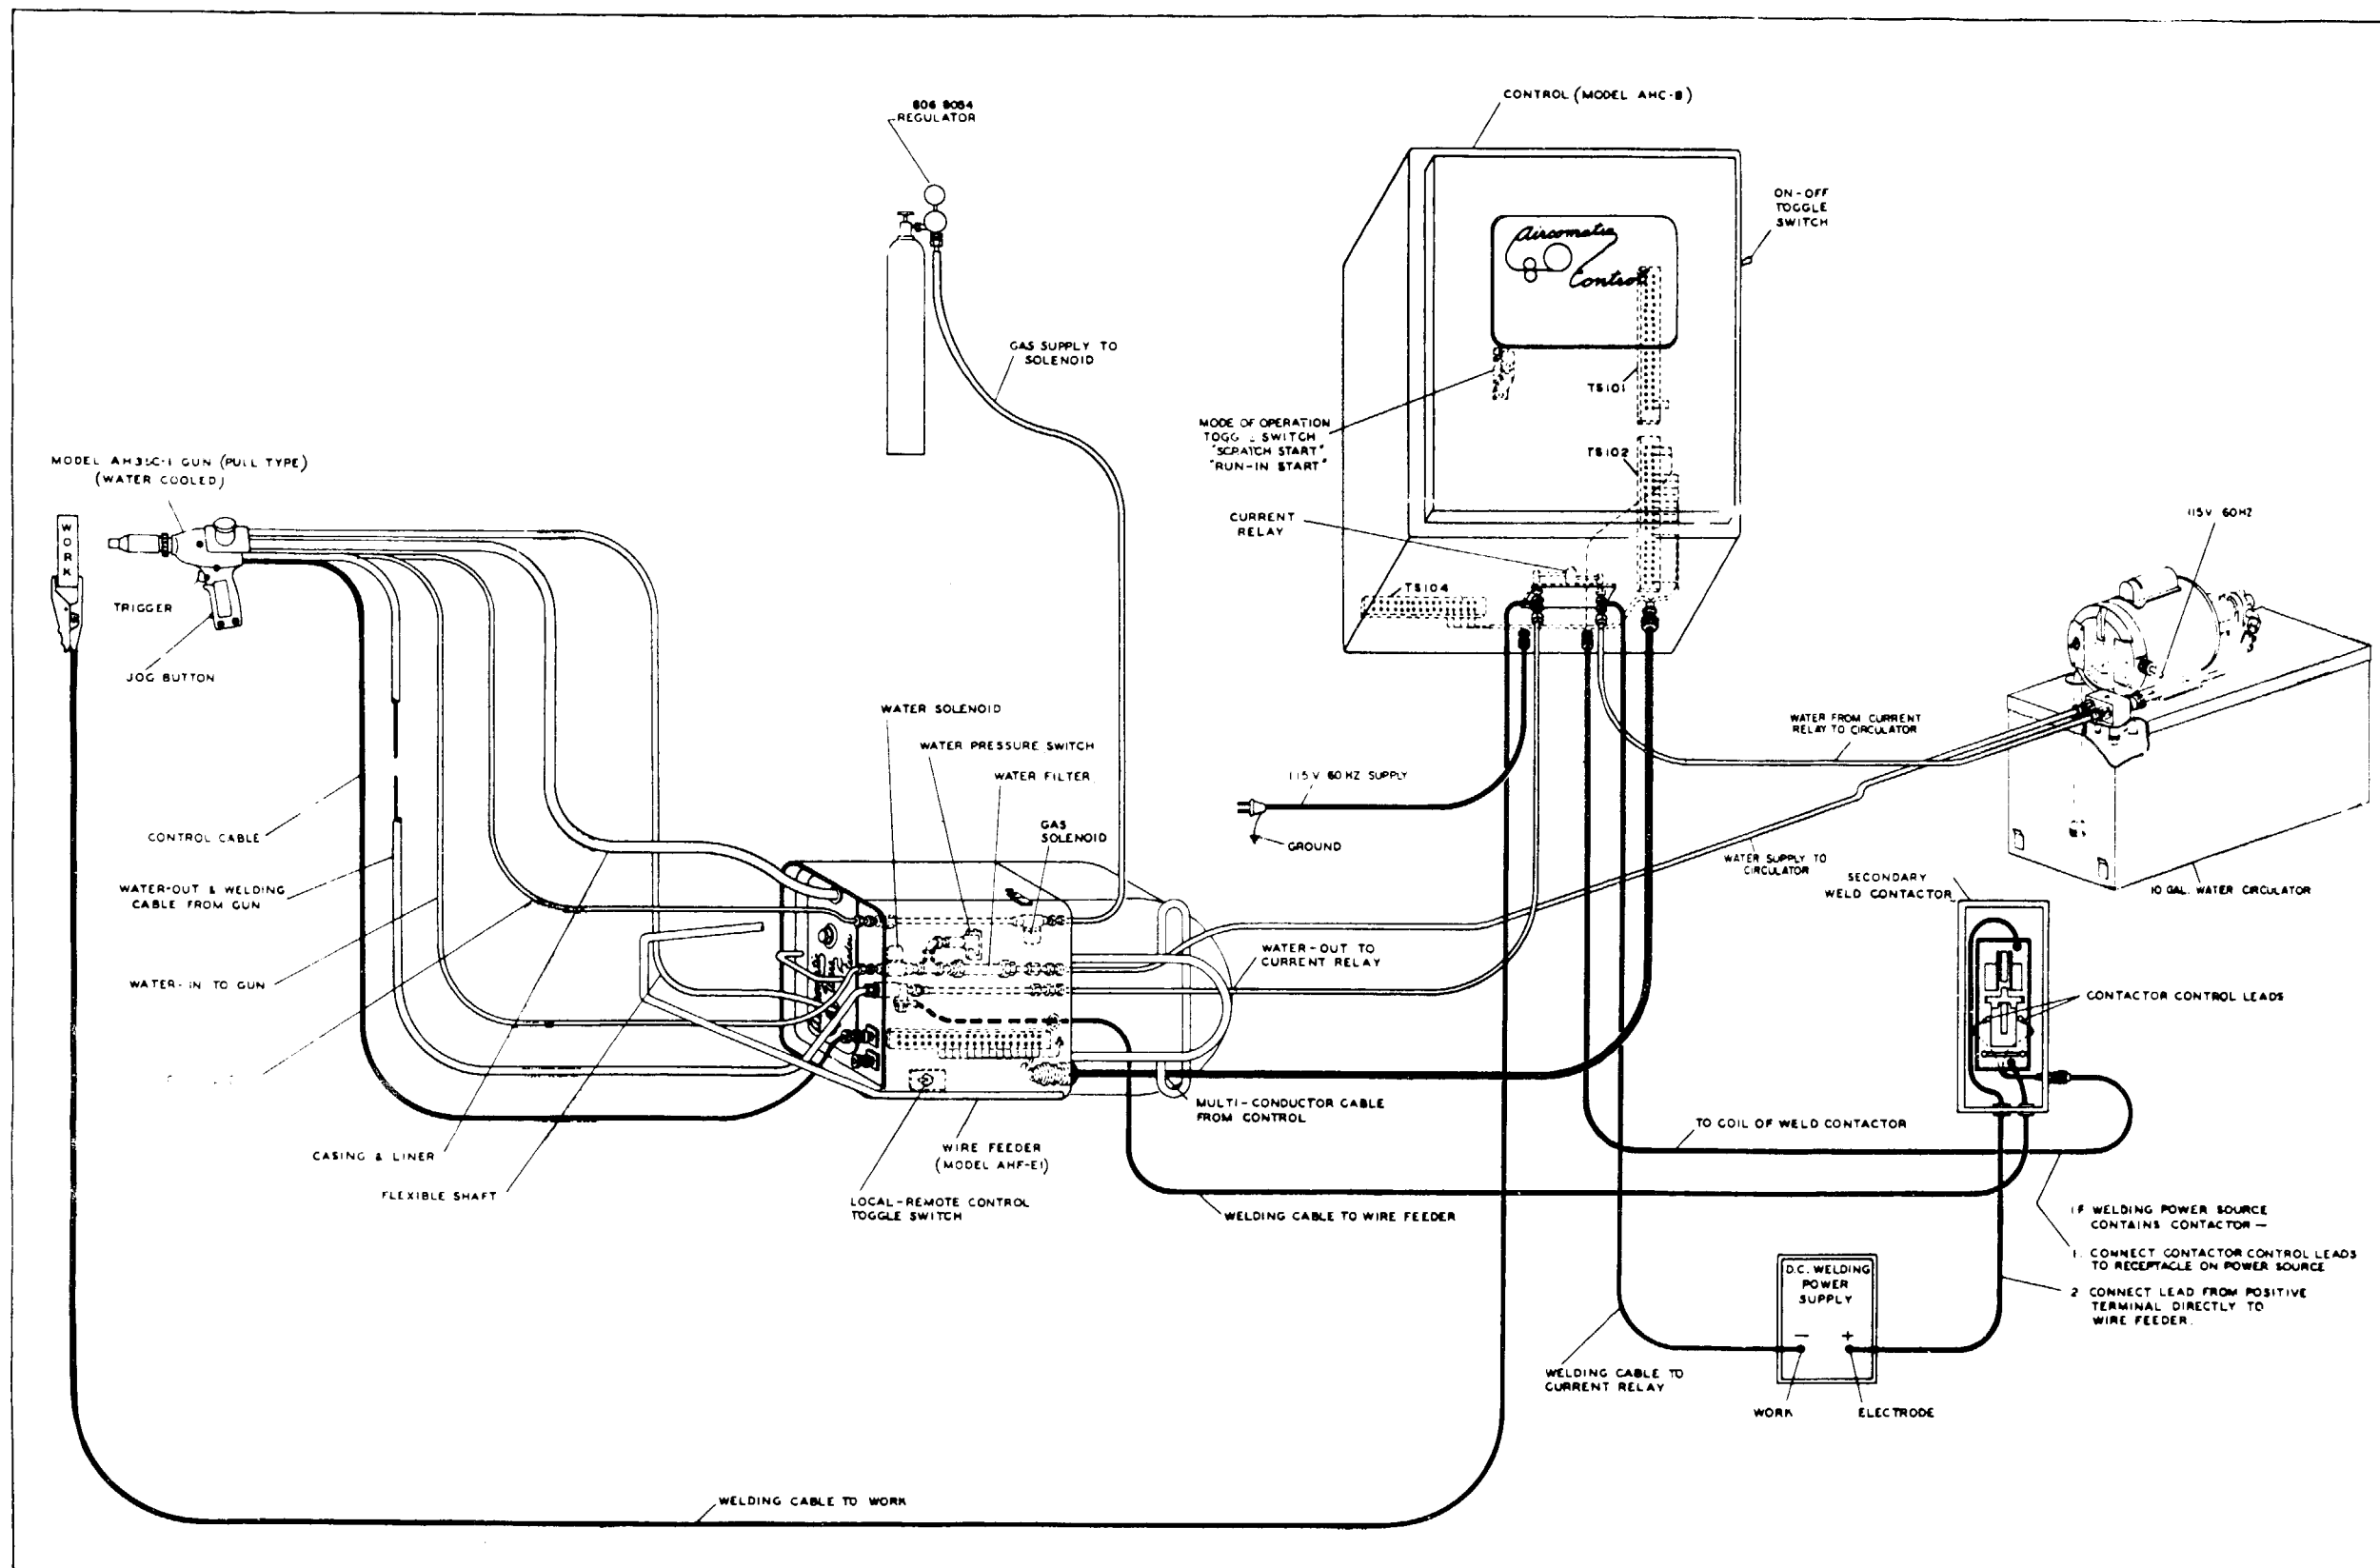 806 8054
REGULATOR
CONTROL (MODEL AHC-B)
ON-OFF
TOGGLE
SWITCH
Aircomatic
Control
GAS SUPPLY TO
SOLENOID
TS101
MODE OF OPERATION
SWITCH
"SCRATCH START"
"RUN-IN START"
TS102
MODEL GUN (PULL TYPE)
(WATER COOLED)
WORK
CURRENT
RELAY
115V 60HZ
TS104
TRIGGER
JOG BUTTON
WATER SOLENOID
WATER PRESSURE SWITCH
WATER FILTER
WATER FROM CURRENT
RELAY TO CIRCULATOR
115V 60 HZ SUPPLY
CONTROL CABLE
GAS
SOLENOID
GROUND
WATER SUPPLY TO
CIRCULATOR
SECONDARY
WELD CONTACTOR
10 GAL. WATER CIRCULATOR
WATER-OUT & WELDING
CABLE FROM GUN
WATER-OUT TO
CURRENT RELAY
WATER-IN TO GUN
CONTACTOR CONTROL LEADS
MULTI-CONDUCTOR CABLE
FROM CONTROL
TO COIL OF WELD CONTACTOR
CASING & LINER
WIRE FEEDER
(MODEL AHF-E1)
FLEXIBLE SHAFT
LOCAL-REMOTE CONTROL
TOGGLE SWITCH
WELDING CABLE TO WIRE FEEDER
IF WELDING POWER SOURCE
CONTAINS CONTACTOR —
1. CONNECT CONTACTOR CONTROL LEADS
TO RECEPTACLE ON POWER SOURCE
2 CONNECT LEAD FROM POSITIVE
TERMINAL DIRECTLY TO
WIRE FEEDER.
D.C. WELDING
POWER
SUPPLY
— +
WELDING CABLE TO
CURRENT RELAY
WORK
ELECTRODE
WELDING CABLE TO WORK